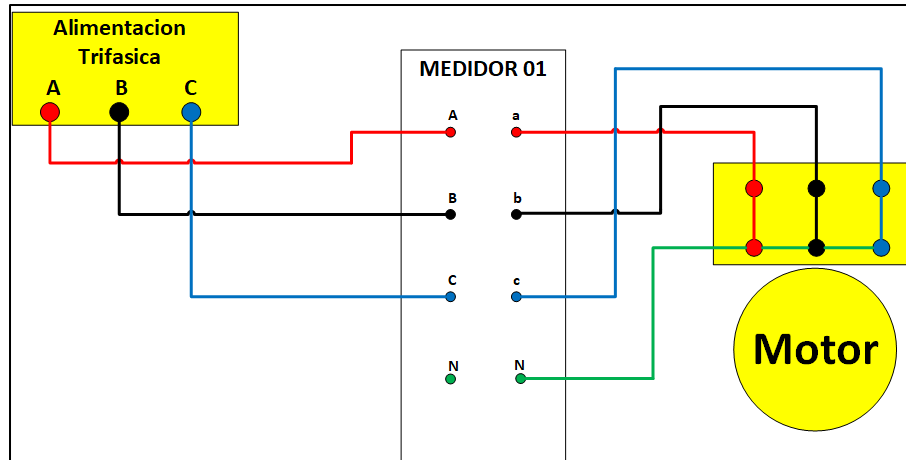 Alimentacion
Trifasica
A B C
MEDIDOR 01
A a
B b
C c
N N
Motor